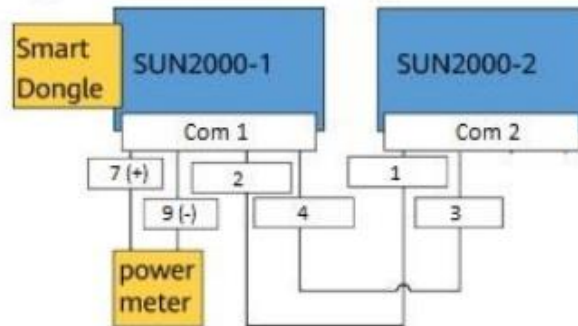 Smart
Dongle
SUN2000-1
SUN2000-2
Com 1
Com 2
7 (+)
2
1
9 (-)
4
3
power
meter